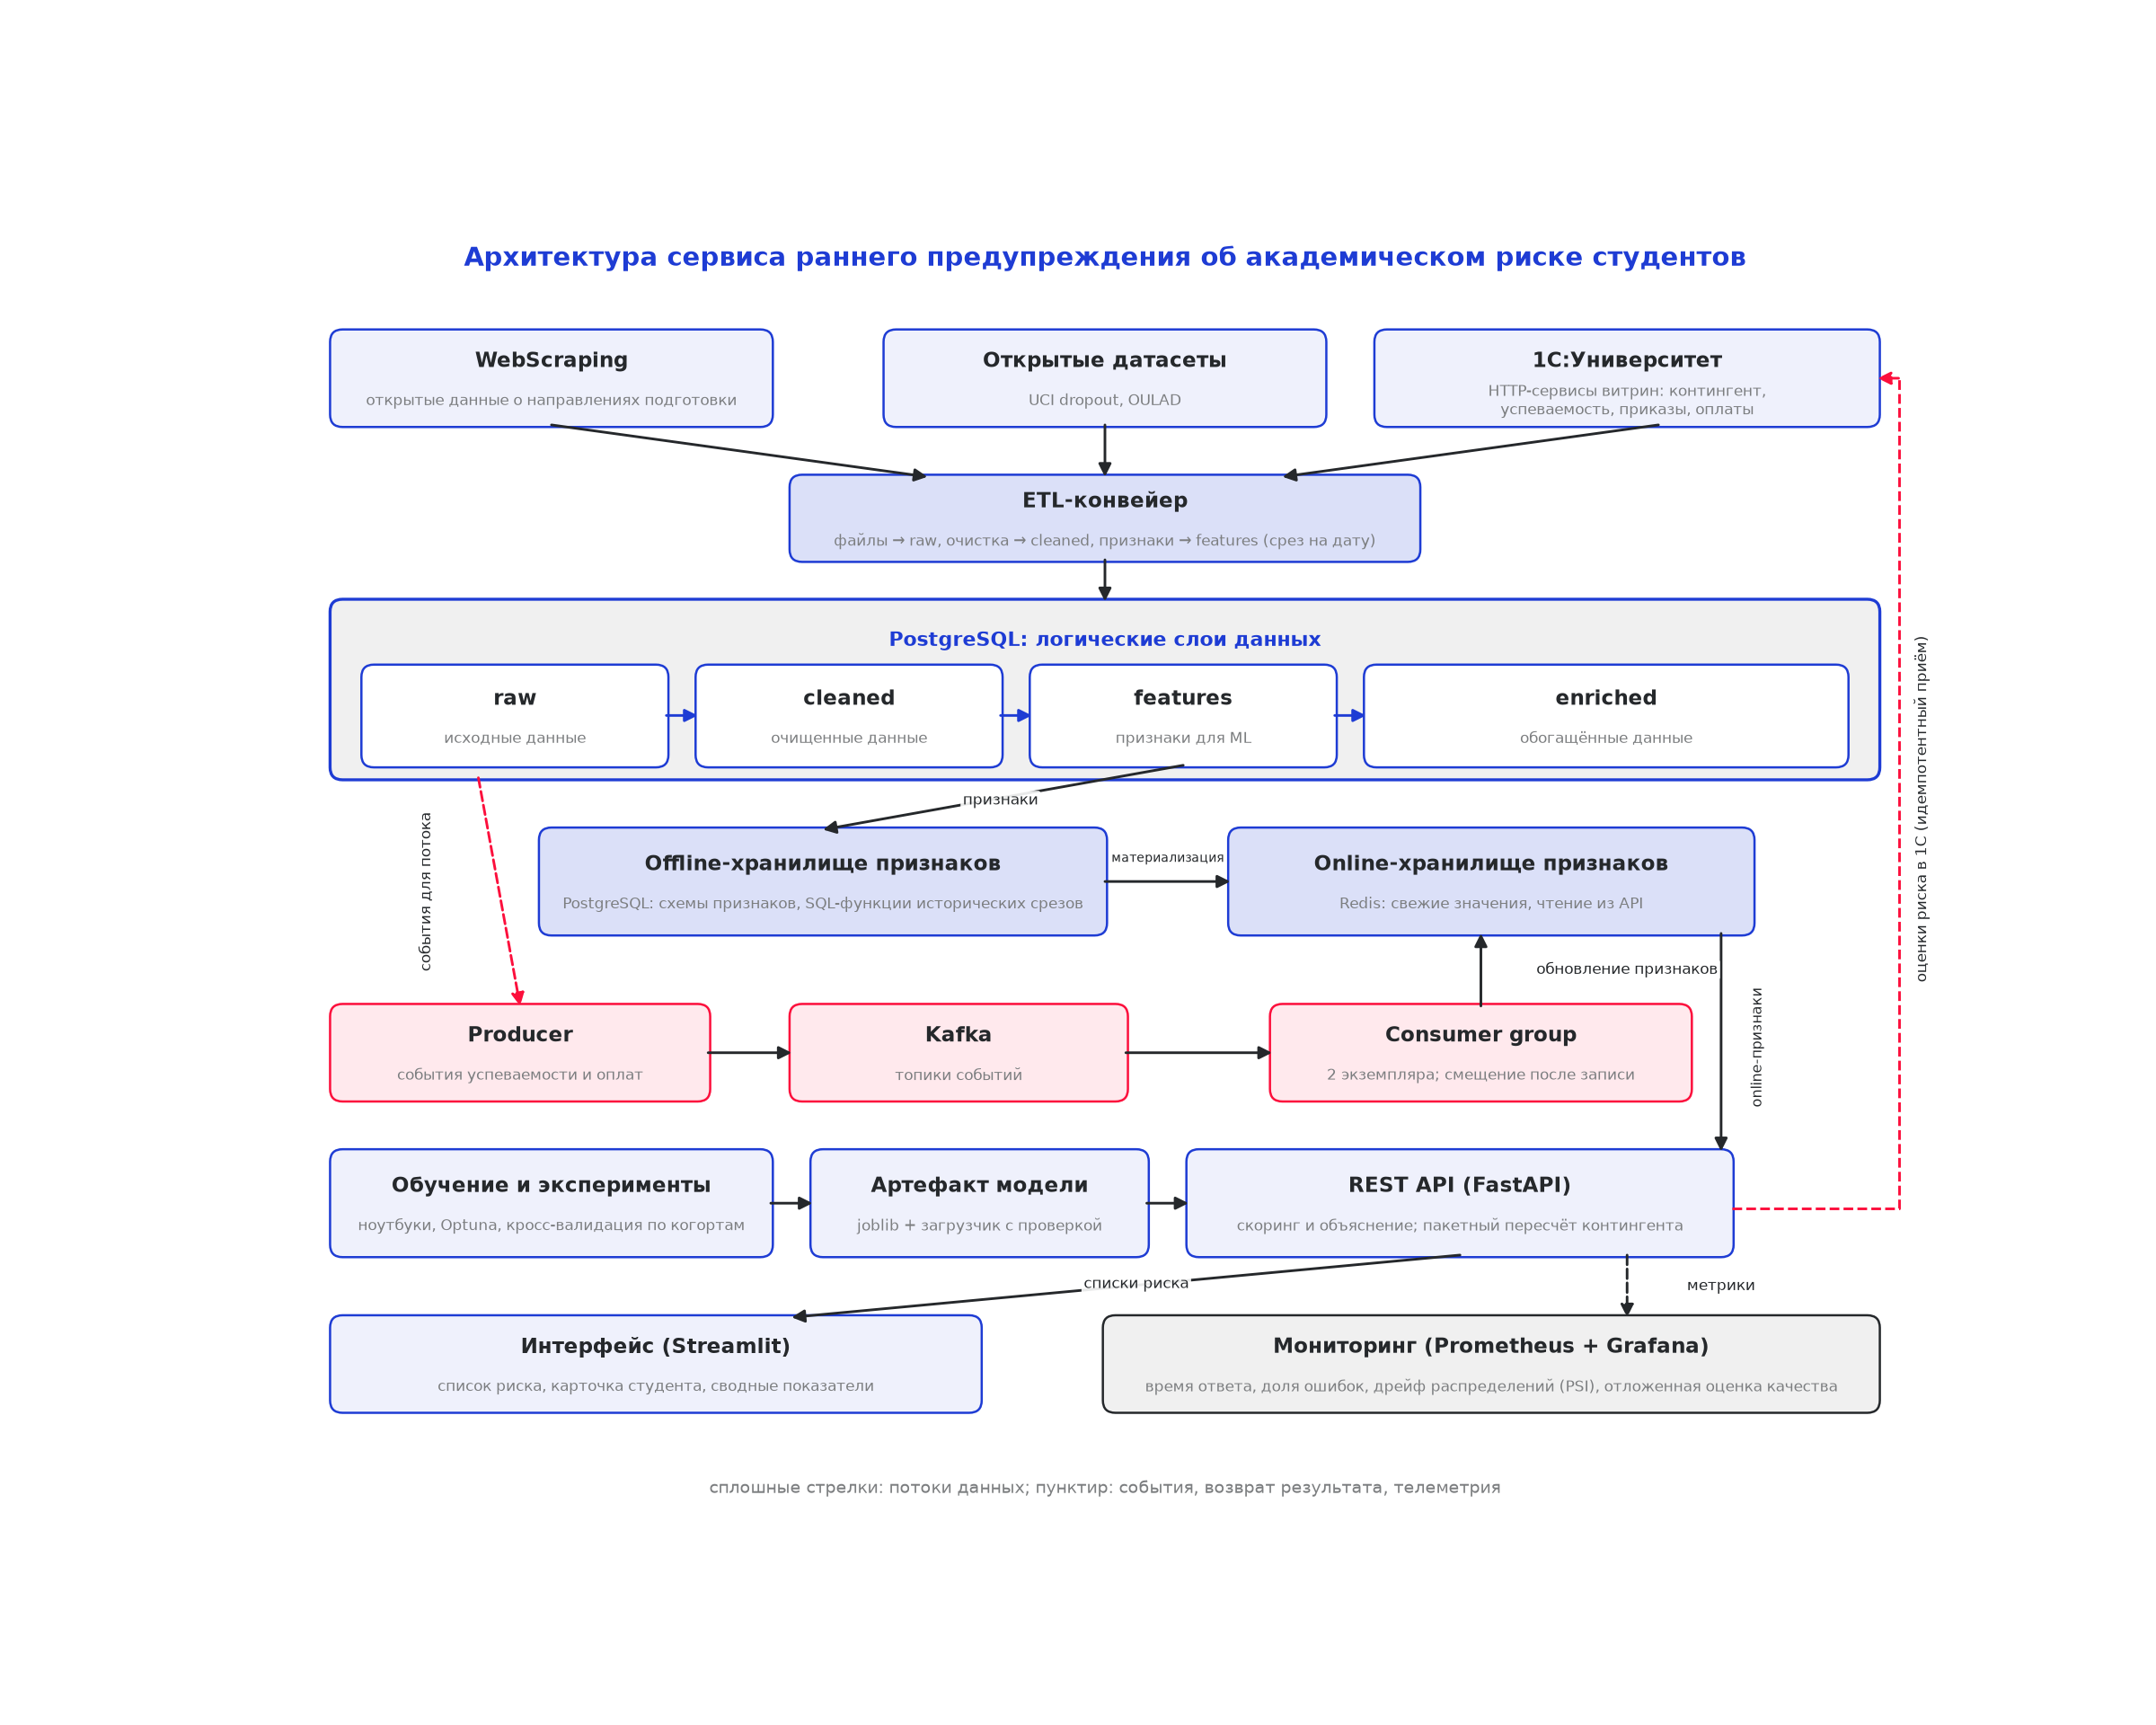 Архитектура сервиса раннего предупреждения об академическом риске студентов
WebScraping
открытые данные о направлениях подготовки
Открытые датасеты
UCI dropout, OULAD
1С:Университет
HTTP-сервисы витрин: контингент,
успеваемость, приказы, оплаты
ETL-конвейер
файлы → raw, очистка → cleaned, признаки → features (срез на дату)
PostgreSQL: логические слои данных
raw
исходные данные
cleaned
очищенные данные
features
признаки для ML
enriched
обогащённые данные
признаки
события для потока
оценки риска в 1С (идемпотентный приём)
Offline-хранилище признаков
PostgreSQL: схемы признаков, SQL-функции исторических срезов
материализация
Online-хранилище признаков
Redis: свежие значения, чтение из API
обновление признаков
online-признаки
Producer
события успеваемости и оплат
Kafka
топики событий
Consumer group
2 экземпляра; смещение после записи
Обучение и эксперименты
ноутбуки, Optuna, кросс-валидация по когортам
Артефакт модели
joblib + загрузчик с проверкой
REST API (FastAPI)
скоринг и объяснение; пакетный пересчёт контингента
списки риска
метрики
Интерфейс (Streamlit)
список риска, карточка студента, сводные показатели
Мониторинг (Prometheus + Grafana)
время ответа, доля ошибок, дрейф распределений (PSI), отложенная оценка качества
сплошные стрелки: потоки данных; пунктир: события, возврат результата, телеметрия